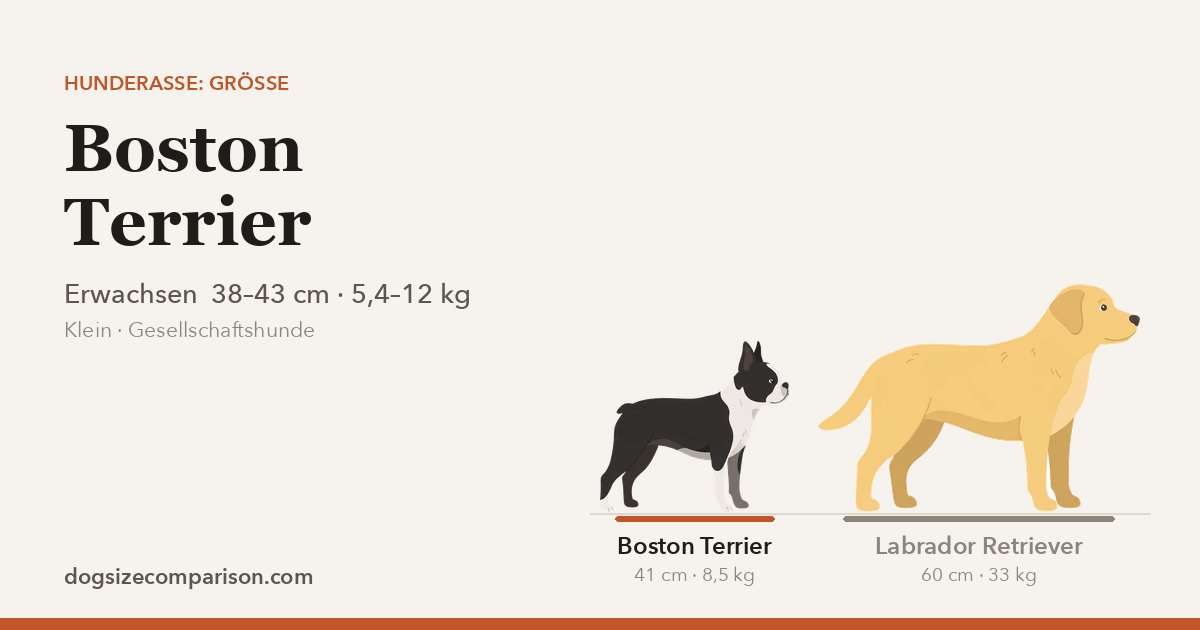 HUNDERASSE: GRÖSSE
Boston
Terrier
Erwachsen 38–43 cm · 5,4–12 kg
Klein · Gesellschaftshunde
Boston Terrier
41 cm · 8,5 kg
Labrador Retriever
60 cm · 33 kg
dogsizecomparison.com